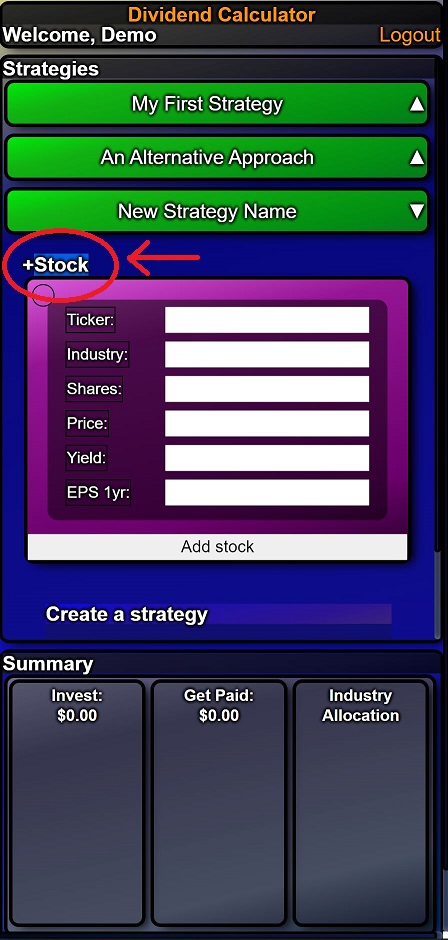 Dividend Calculator
Welcome, Demo
Logout
Strategies
My First Strategy ▲
An Alternative Approach ▲
New Strategy Name ▼
+Stock
Ticker:
Industry:
Shares:
Price:
Yield:
EPS 1yr:
Add stock
Create a strategy
Summary
Invest:
$0.00
Get Paid:
$0.00
Industry
Allocation